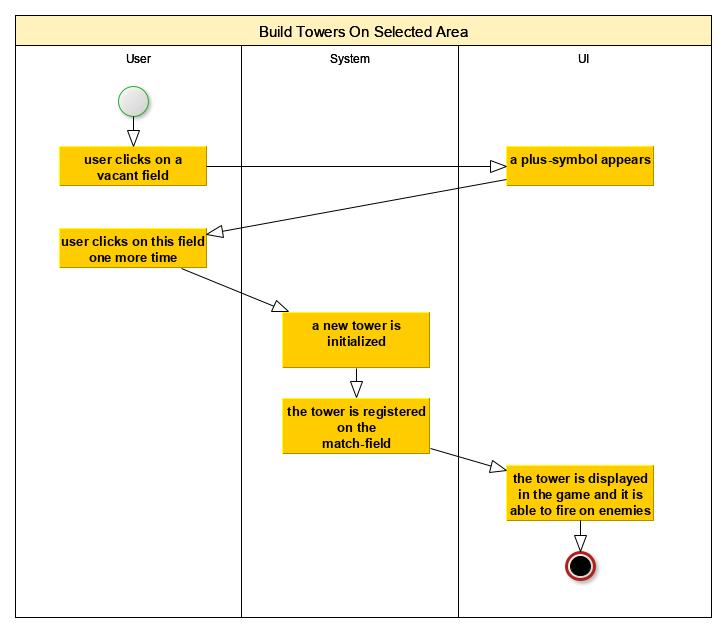 Build Towers On Selected Area
User
System
UI
user clicks on a
vacant field
a plus-symbol appears
user clicks on this field
one more time
a new tower is
initialized
the tower is registered
on the
match-field
the tower is displayed
in the game and it is
able to fire on enemies